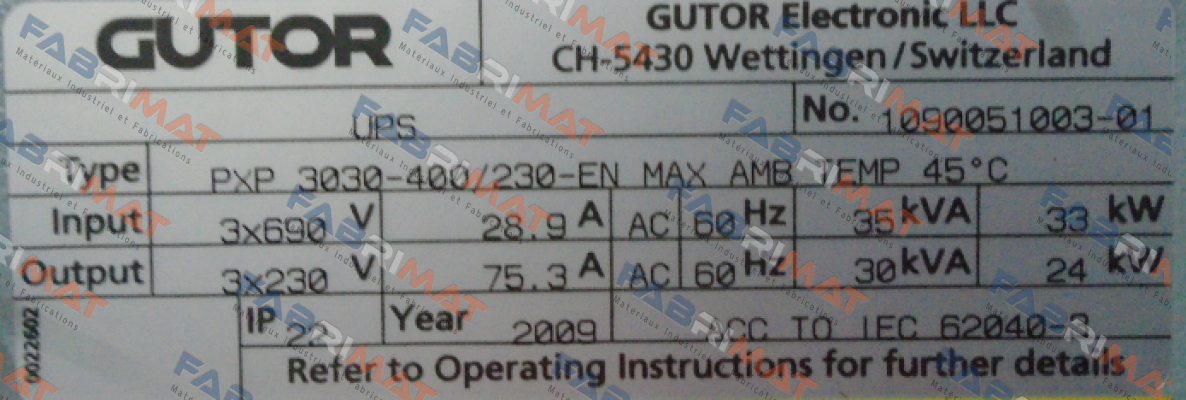 GUTOR
GUTOR Electronic LLC
CH-5430 Wettingen/Switzerland
UPS
No. 1090051003-01
Type PXP 3030-400/230-EN MAX AMB TEMP 45°C
Input 3x690 V 28.9 A AC 60 Hz 35 kVA 33 kW
Output 3x230 V 75.3 A AC 60 Hz 30 kVA 24 kW
IP 22 Year 2009 ACC TO IEC 62040-3
Refer to Operating Instructions for further details
0022602
FABRIMAT
Materiaux Industriel et Fabrications